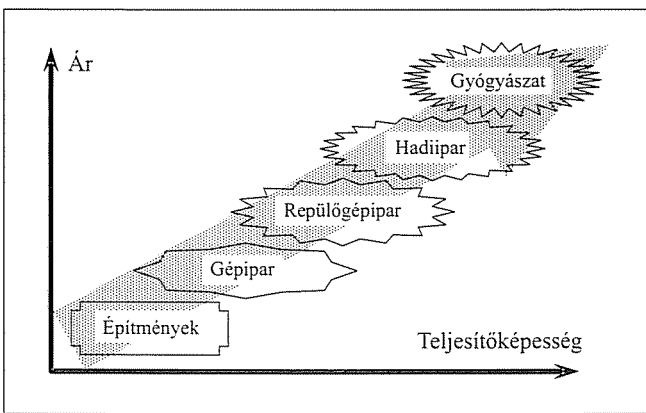 Ár
Gyógyászat
Hadiipar
Repülőgépipar
Gépipar
Építmények
Teljesítőképesség